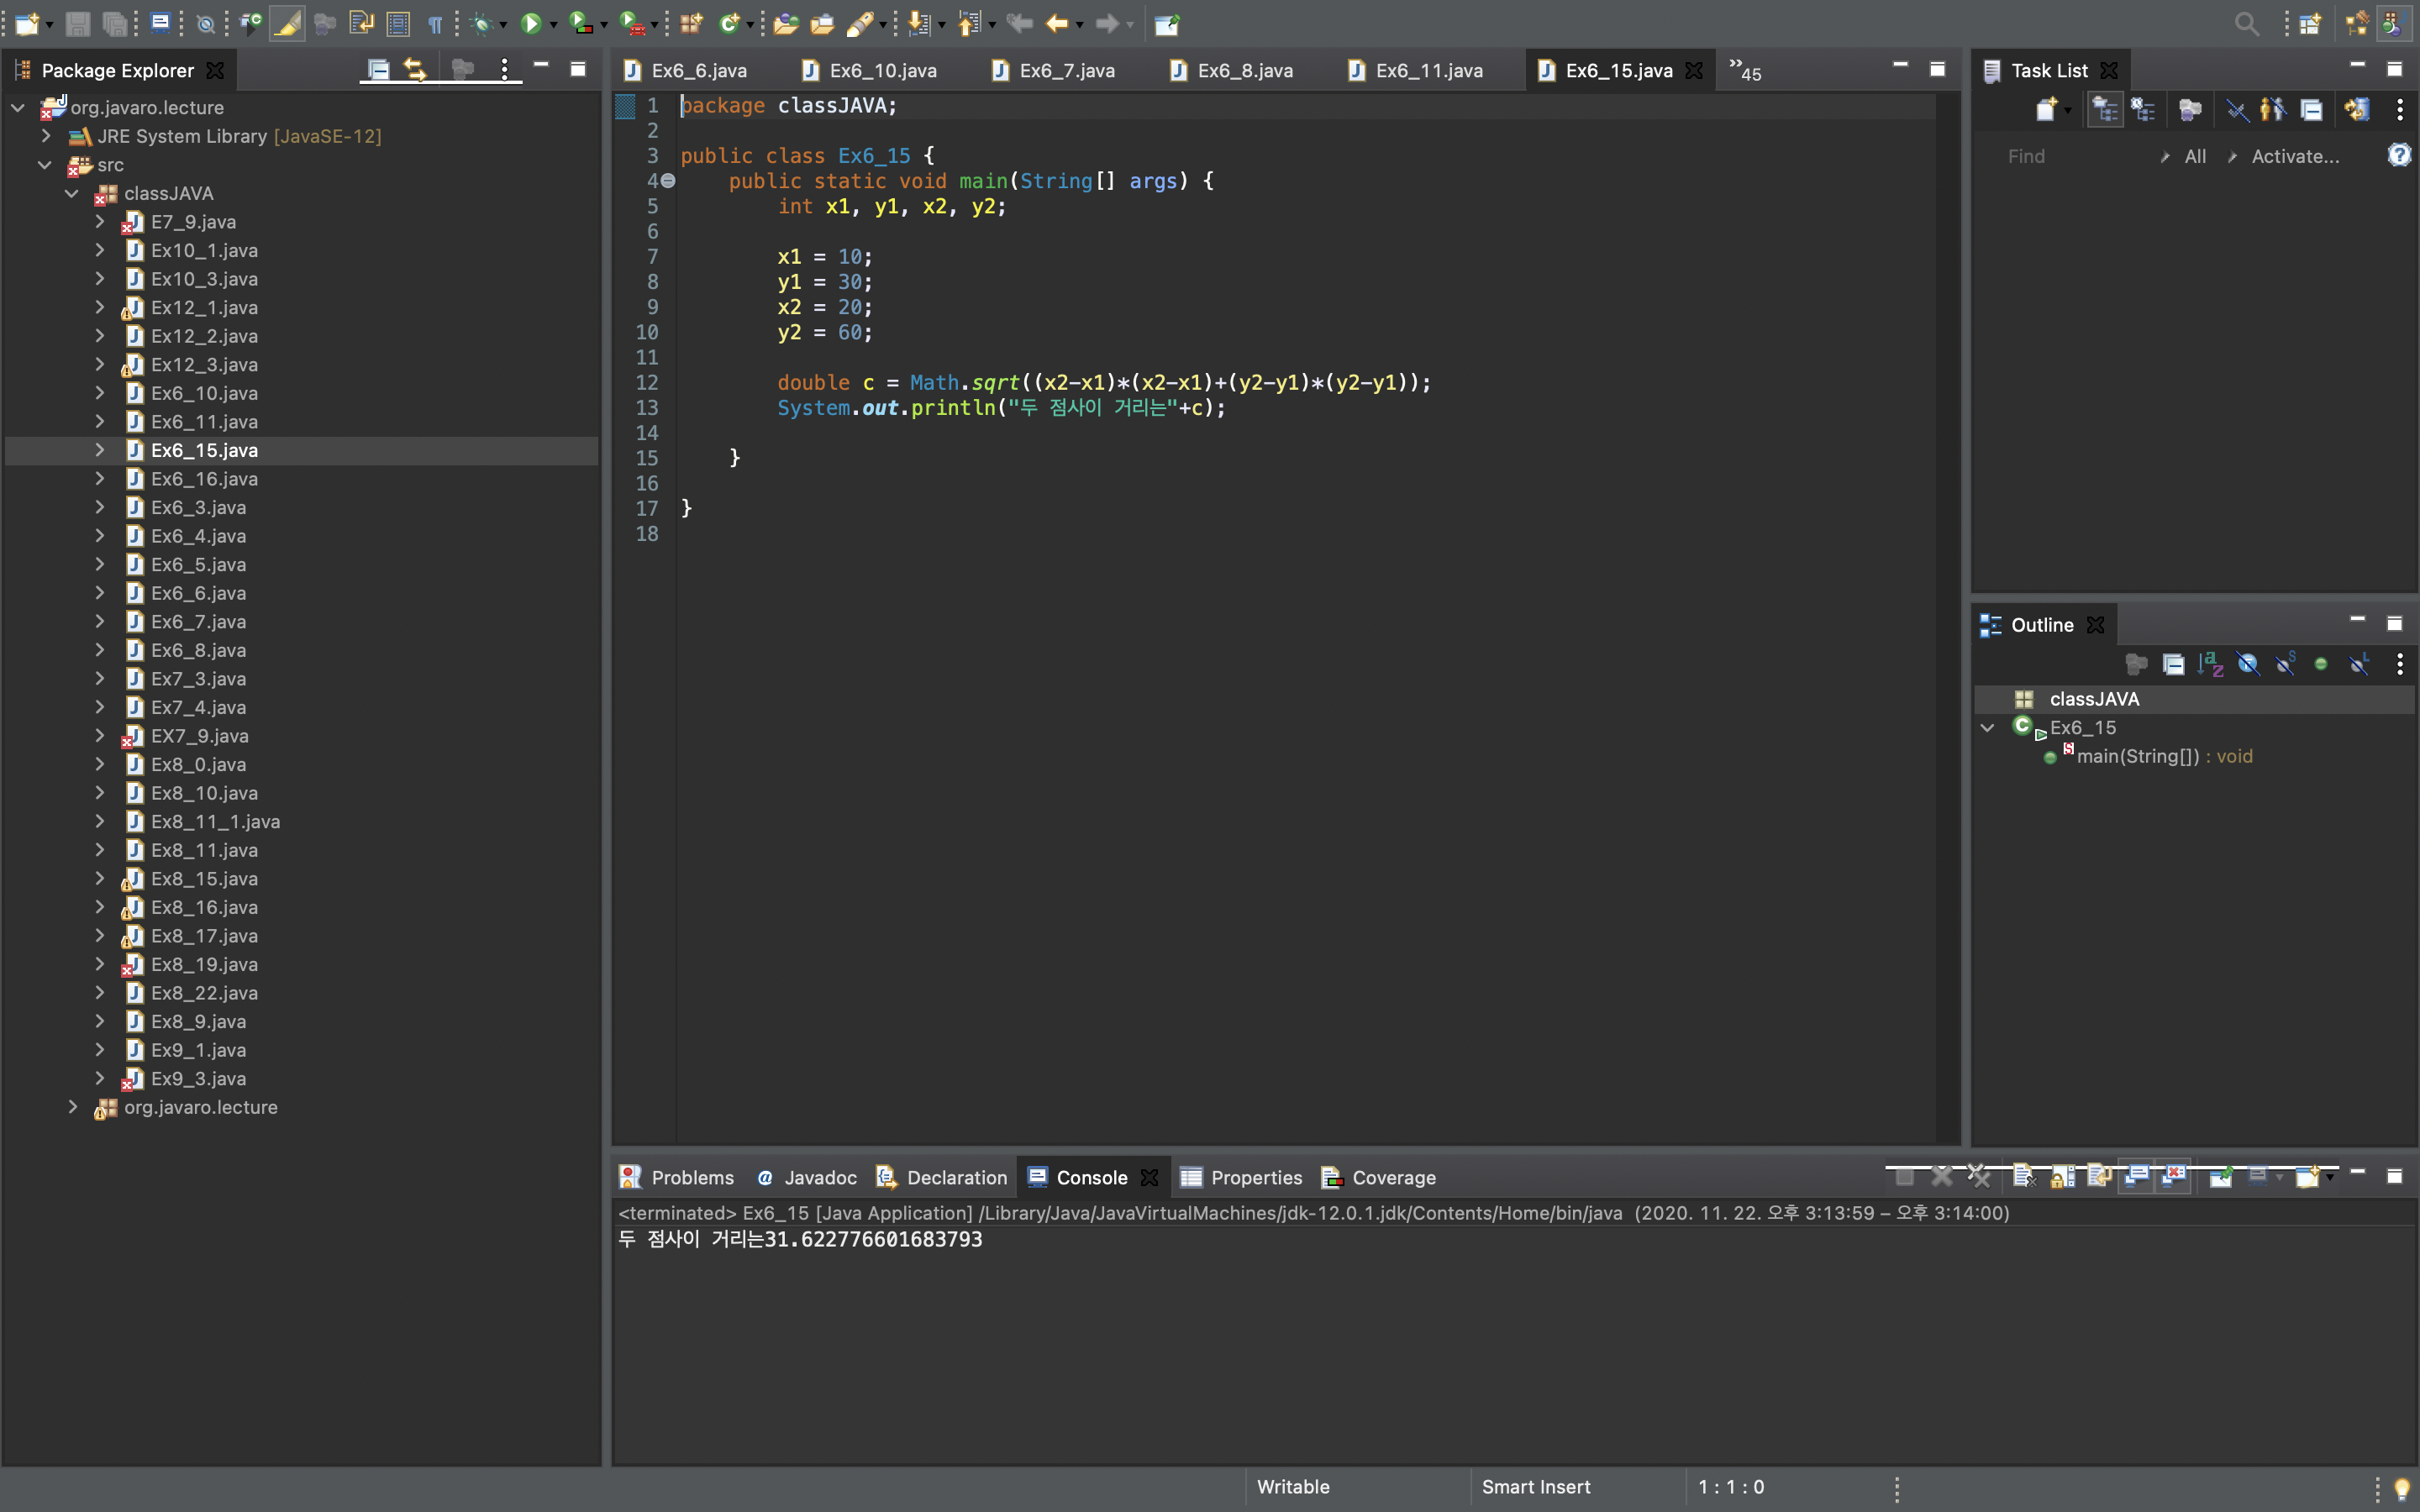 Package Explorer
org.javaro.lecture
JRE System Library [JavaSE-12]
src
classJAVA
E7_9.java
Ex10_1.java
Ex10_3.java
Ex12_1.java
Ex12_2.java
Ex12_3.java
Ex6_10.java
Ex6_11.java
Ex6_15.java
Ex6_16.java
Ex6_3.java
Ex6_4.java
Ex6_5.java
Ex6_6.java
Ex6_7.java
Ex6_8.java
Ex7_3.java
Ex7_4.java
EX7_9.java
Ex8_0.java
Ex8_10.java
Ex8_11_1.java
Ex8_11.java
Ex8_15.java
Ex8_16.java
Ex8_17.java
Ex8_19.java
Ex8_22.java
Ex8_9.java
Ex9_1.java
Ex9_3.java
org.javaro.lecture
Ex6_6.java Ex6_10.java Ex6_7.java Ex6_8.java Ex6_11.java Ex6_15.java »45
1 package classJAVA;
2
3 public class Ex6_15 {
4 public static void main(String[] args) {
5 int x1, y1, x2, y2;
6
7 x1 = 10;
8 y1 = 30;
9 x2 = 20;
10 y2 = 60;
11
12 double c = Math.sqrt((x2-x1)*(x2-x1)+(y2-y1)*(y2-y1));
13 System.out.println("두 점사이 거리는"+c);
14
15 }
16
17 }
18
Task List
Find All Activate...
Outline
classJAVA
Ex6_15
main(String[]) : void
Problems Javadoc Declaration Console Properties Coverage
<terminated> Ex6_15 [Java Application] /Library/Java/JavaVirtualMachines/jdk-12.0.1.jdk/Contents/Home/bin/java (2020. 11. 22. 오후 3:13:59 – 오후 3:14:00)
두 점사이 거리는31.622776601683793
Writable Smart Insert 1 : 1 : 0